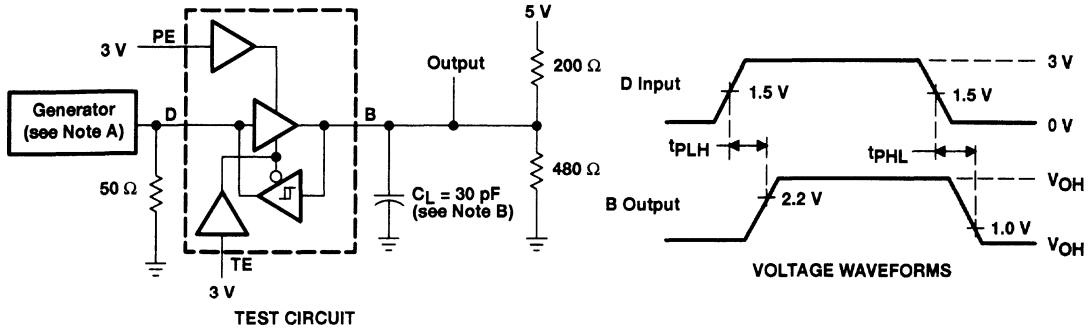 3 V
PE
Generator
(see Note A)
D
50 Ω
TE
3 V
B
Output
5 V
200 Ω
480 Ω
CL = 30 pF
(see Note B)
TEST CIRCUIT
D Input
1.5 V
1.5 V
3 V
0 V
tPLH
tPHL
B Output
2.2 V
1.0 V
VOH
VOH
VOLTAGE WAVEFORMS